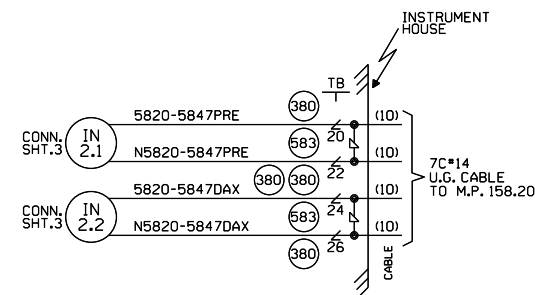 INSTRUMENT
HOUSE
TB
380
5820-5847PRE
(10)
CONN.
SHT.3
IN
2.1
583
20
N5820-5847PRE
(10)
22
7C#14
U.G. CABLE
TO M.P. 158.20
380
380
5820-5847DAX
(10)
CONN.
SHT.3
IN
2.2
583
24
N5820-5847DAX
(10)
26
380
CABLE